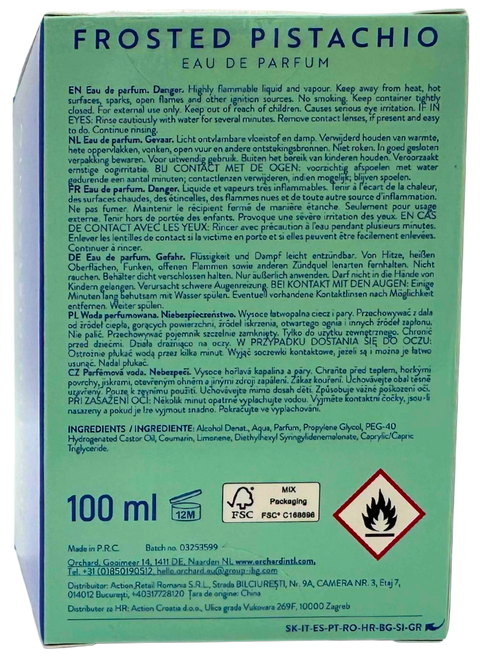 FROSTED PISTACHIO
EAU DE PARFUM
EN Eau de parfum. Danger. Highly flammable liquid and vapour. Keep away from heat, hot
surfaces, sparks, open flames and other ignition sources. No smoking. Keep container tightly
closed. For external use only. Keep out of reach of children. Causes serious eye irritation. IF IN
EYES: Rinse cautiously with water for several minutes. Remove contact lenses, if present and easy
to do. Continue rinsing.
NL Eau de parfum. Gevaar. Licht ontvlambare vloeistof en damp. Verwijderd houden van warmte,
hete oppervlakken, vonken, open vuur en andere ontstekingsbronnen. Niet roken. In goed gesloten
verpakking bewaren. Voor uitwendig gebruik. Buiten het bereik van kinderen houden. Veroorzaakt
ernstige oogirritatie. BIJ CONTACT MET DE OGEN: voorzichtig afspoelen met water
gedurende een aantal minuten; contactlenzen verwijderen, indien mogelijk; blijven spoelen.
FR Eau de parfum. Danger. Liquide et vapeurs très inflammables. Tenir à l'écart de la chaleur,
des surfaces chaudes, des étincelles, des flammes nues et de toute autre source d'inflammation.
Ne pas fumer. Maintenir le récipient fermé de manière étanche. Seulement pour usage
externe. Tenir hors de portée des enfants. Provoque une sévère irritation des yeux. EN CAS
DE CONTACT AVEC LES YEUX: Rincer avec précaution à l'eau pendant plusieurs minutes.
Enlever les lentilles de contact si la victime en porte et si elles peuvent être facilement enlevées.
Continuer à rincer.
DE Eau de parfum. Gefahr. Flüssigkeit und Dampf leicht entzündbar. Von Hitze, heißen
Oberflächen, Funken, offenen Flammen sowie anderen Zündquellen fernhalten. Nicht
rauchen. Behälter dicht verschlossen halten. Nur äußerlich anwenden. Darf nicht in die Hände von
Kindern gelangen. Verursacht schwere Augenreizung. BEI KONTAKT MIT DEN AUGEN: Einige
Minuten lang behutsam mit Wasser spülen. Eventuell vorhandene Kontaktlinsen nach Möglichkeit
entfernen. Weiter spülen.
PL Woda perfumowana. Niebezpieczeństwo. Wysoce łatwopalna ciecz i pary. Przechowywać z dala
od źródeł ciepła, gorących powierzchni, źródeł iskrzenia, otwartego ognia i innych źródeł zapłonu.
Nie palić. Przechowywać pojemnik szczelnie zamknięty. Tylko do użytku zewnętrznego. Chronić
przed dziećmi. Działa drażniąco na oczy. W PRZYPADKU DOSTANIA SIĘ DO OCZU:
Ostrożnie płukać wodą przez kilka minut. Wyjąć soczewki kontaktowe, jeżeli są i można je łatwo
usunąć. Nadal płukać.
CZ Parfémová voda. Nebezpečí. Vysoce hořlavá kapalina a páry. Chraňte před teplem, horkými
povrchy, jiskrami, otevřeným ohněm a jinými zdroji zapálení. Zákaz kouření. Uchovávejte obal těsně
uzavřený. Pouze k zevnímu použití. Uchovávejte mimo dosah dětí. Způsobuje vážné poškození očí.
PŘI ZASAŽENÍ OČÍ: Několik minut opatrně vyplachujte vodou. Vyjměte kontaktní čočky, jsou-li
nasazeny a pokud je lze vyjmout snadno. Pokračujte ve vyplachování.
INGREDIENTS / INGREDIENTE: Alcohol Denat., Aqua, Parfum, Propylene Glycol, PEG-40
Hydrogenated Castor Oil, Coumarin, Limonene, Diethylhexyl Syringylidenemalonate, Caprylic/Capric
Triglyceride.
100 ml
12M
FSC
MIX
Packaging
FSC® C168696
Made in P.R.C. Batch no. 03253599
Orchard, Gooimeer 14, 1411 DE, Naarden NL www.orchardintl.com,
Tel. +31 (0)850190512, hello.orchard.eu@group-ibg.com
Distribuitor: Action Retail Romania S.R.L., Strada BILCIUREȘTI, Nr. 9A, CAMERA NR. 3, Etaj 7,
014012 București, +40317728120 Țara de origine: China
Distributer za HR: Action Croatia d.o.o., Ulica grada Vukovara 269F, 10000 Zagreb
SK-IT-ES-PT-RO-HR-BG-SI-GR